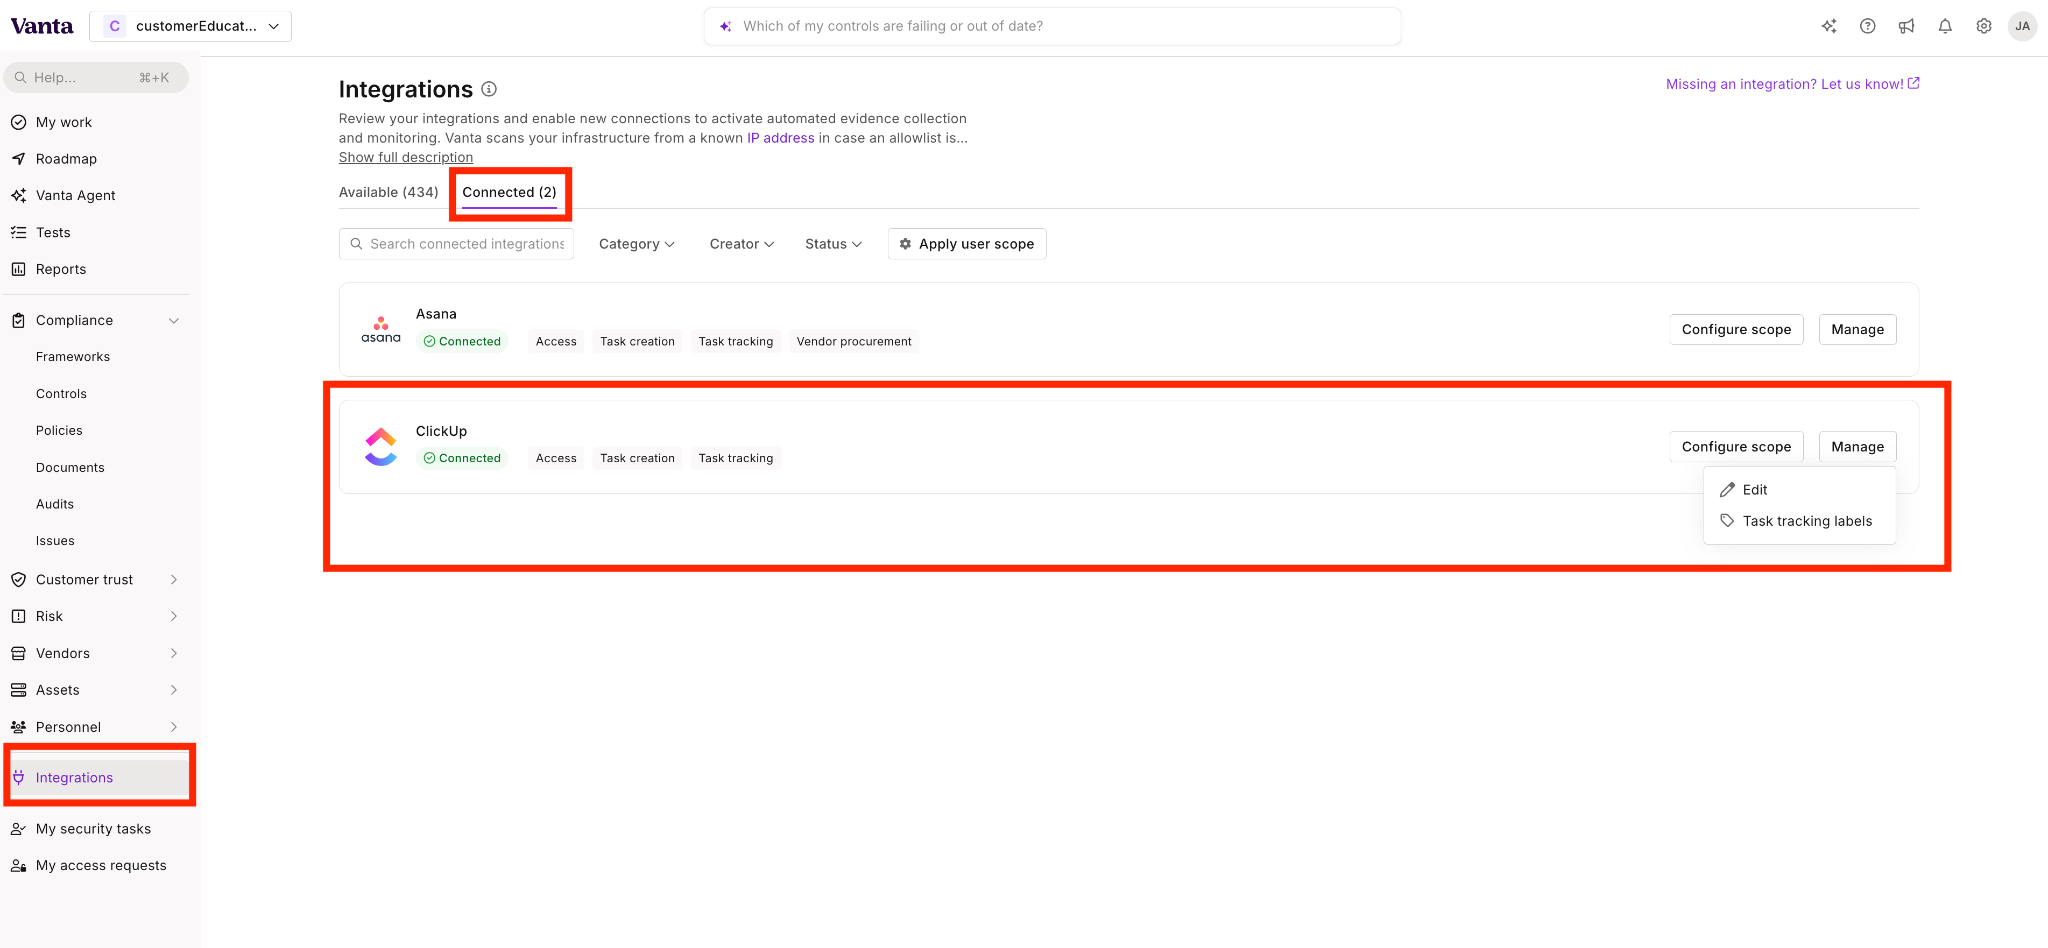 Vanta
C customerEducat...
Which of my controls are failing or out of date?
JA
Help... ⌘+K
My work
Roadmap
Vanta Agent
Tests
Reports
Compliance
Frameworks
Controls
Policies
Documents
Audits
Issues
Customer trust
Risk
Vendors
Assets
Personnel
Integrations
My security tasks
My access requests
Integrations
Missing an integration? Let us know!
Review your integrations and enable new connections to activate automated evidence collection
and monitoring. Vanta scans your infrastructure from a known IP address in case an allowlist is...
Show full description
Available (434) Connected (2)
Search connected integrations Category Creator Status Apply user scope
asana
Asana
Connected Access Task creation Task tracking Vendor procurement
Configure scope Manage
ClickUp
Connected Access Task creation Task tracking
Configure scope Manage
Edit
Task tracking labels